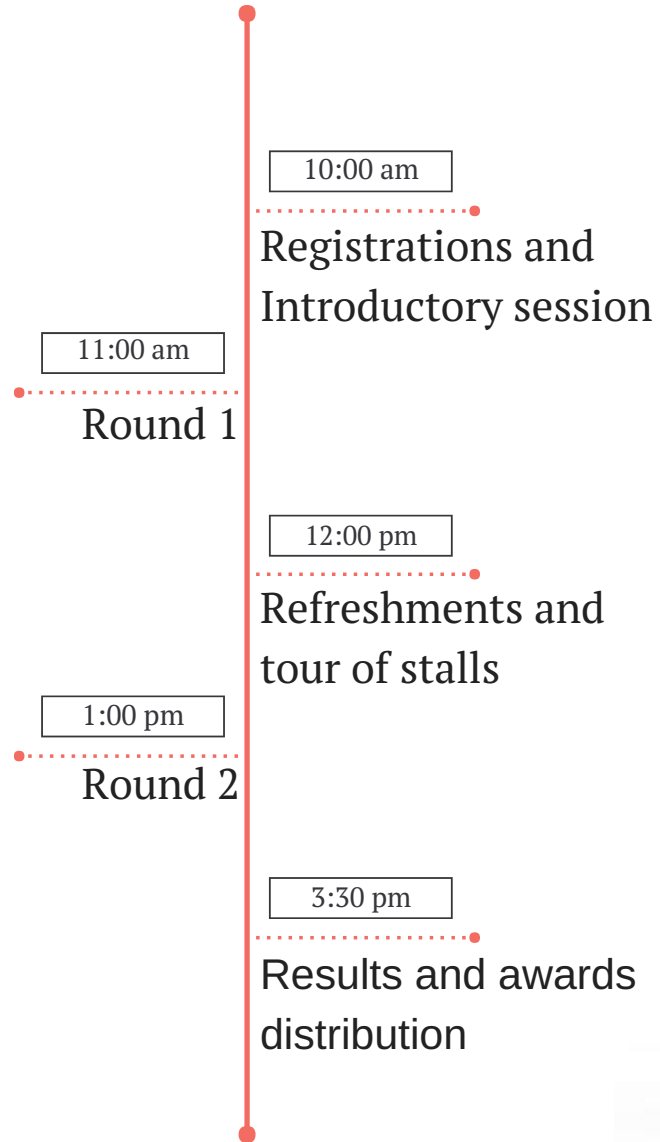 10:00 am
Registrations and
Introductory session
11:00 am
Round 1
12:00 pm
Refreshments and
tour of stalls
1:00 pm
Round 2
3:30 pm
Results and awards
distribution